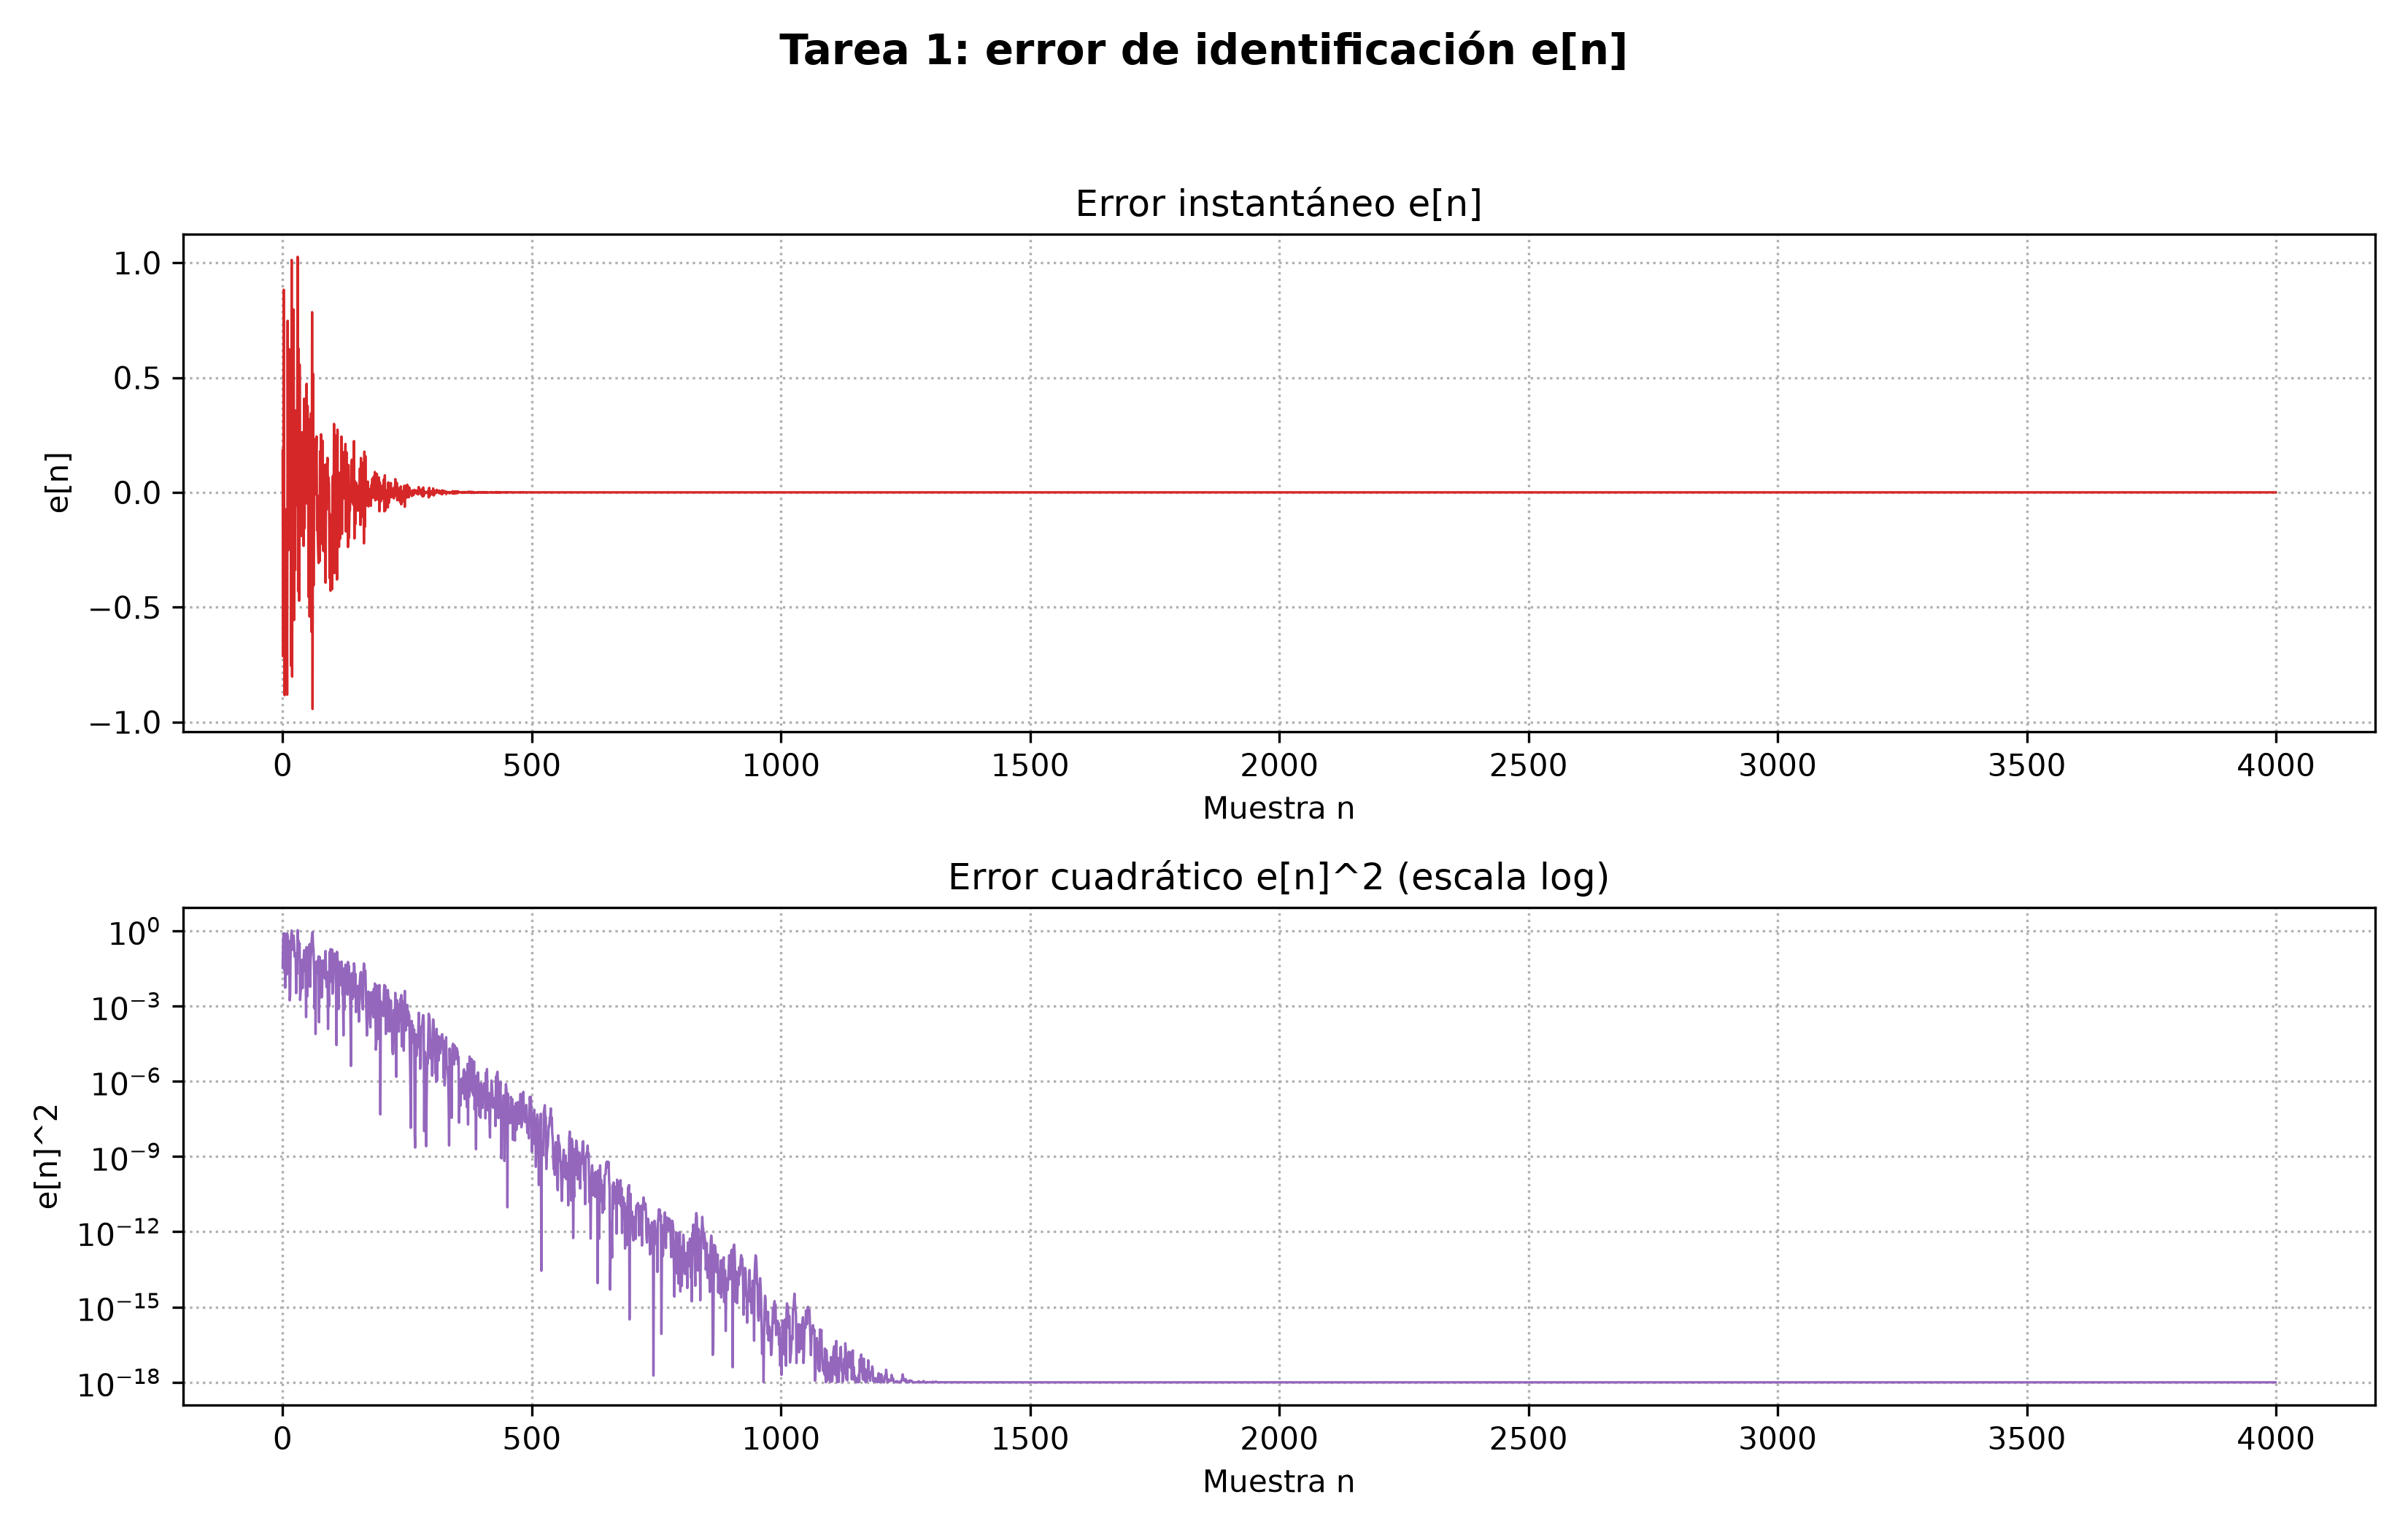 Tarea 1: error de identificación e[n]
Error instantáneo e[n]
1.0
0.5
0.0
−0.5
−1.0
e[n]
0 500 1000 1500 2000 2500 3000 3500 4000
Muestra n
Error cuadrático e[n]^2 (escala log)
10⁰
10⁻³
10⁻⁶
10⁻⁹
10⁻¹²
10⁻¹⁵
10⁻¹⁸
e[n]^2
0 500 1000 1500 2000 2500 3000 3500 4000
Muestra n